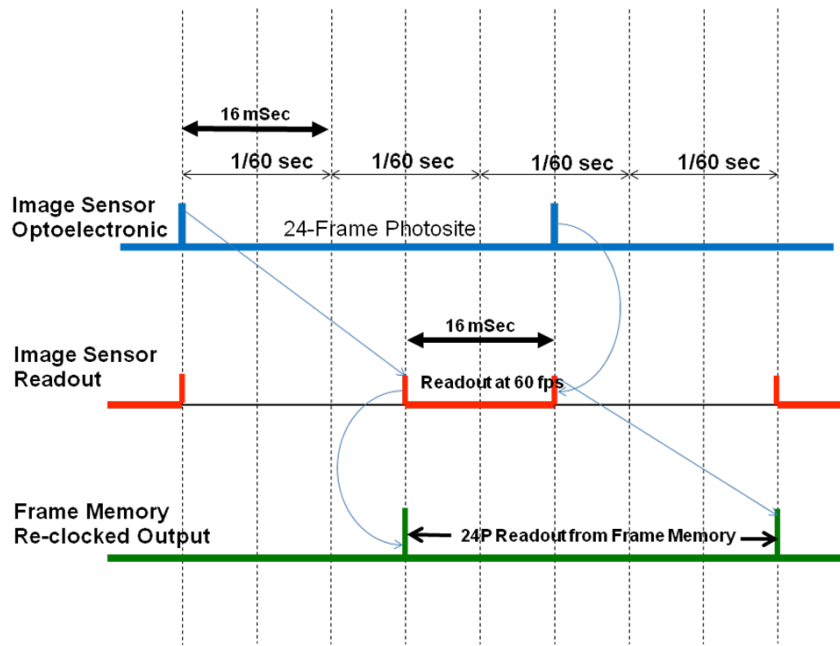 16 mSec
1/60 sec
1/60 sec
1/60 sec
1/60 sec
Image Sensor
Optoelectronic
24-Frame Photosite
16 mSec
Image Sensor
Readout
Readout at 60 fps
Frame Memory
Re-clocked Output
24P Readout from Frame Memory